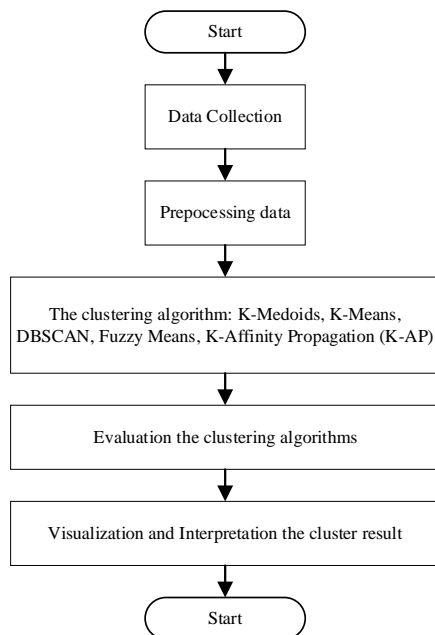 Start
Data Collection
Prepocessing data
The clustering algorithm: K-Medoids, K-Means,
DBSCAN, Fuzzy Means, K-Affinity Propagation (K-AP)
Evaluation the clustering algorithms
Visualization and Interpretation the cluster result
Start